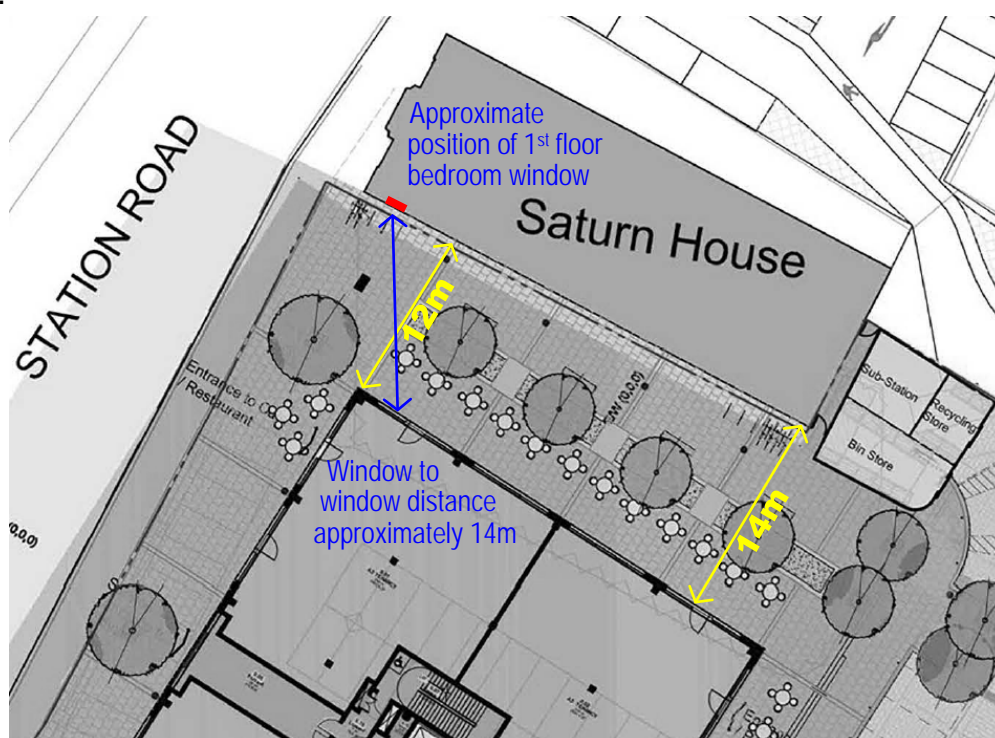 Approximate
position of 1st floor
bedroom window
STATION ROAD
Saturn House
12m
Entrance to
/ Restaurant
Sub-Station
Recycling
Store
Bin Store
Window to
window distance
approximately 14m
14m